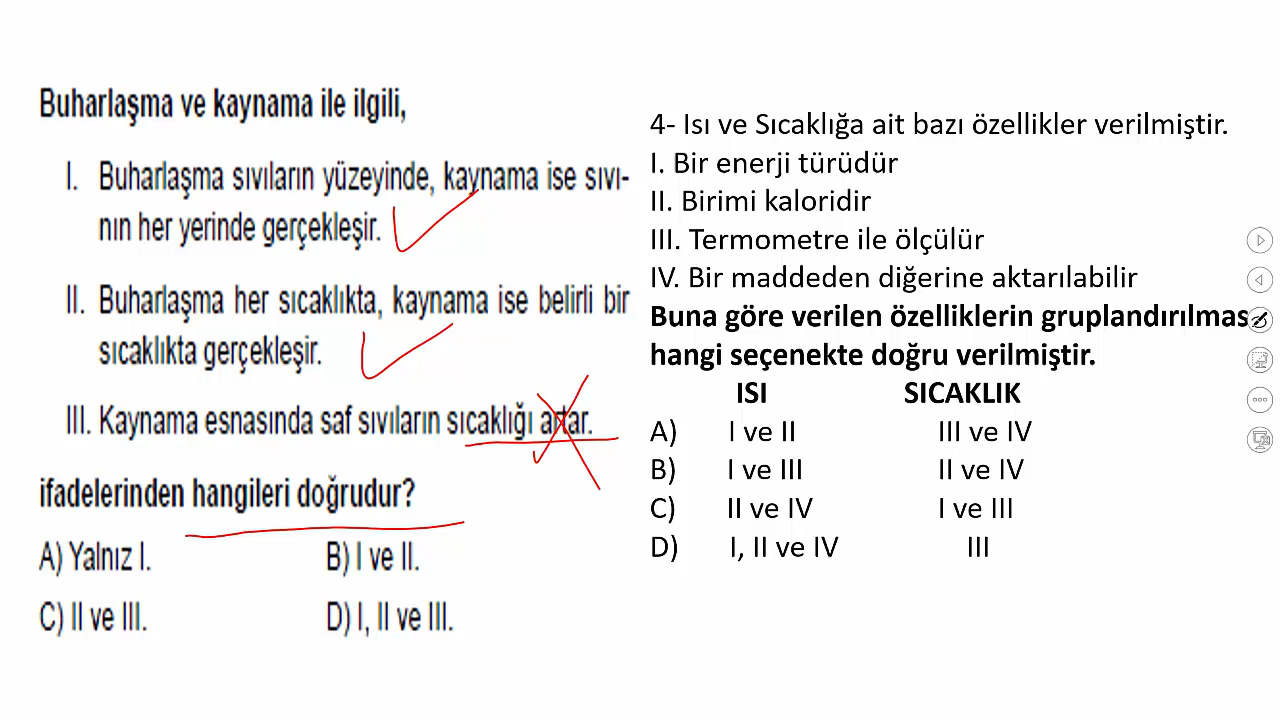 Buharlaşma ve kaynama ile ilgili,
I. Buharlaşma sıvıların yüzeyinde, kaynama ise sıvı-
nın her yerinde gerçekleşir.
II. Buharlaşma her sıcaklıkta, kaynama ise belirli bir
sıcaklıkta gerçekleşir.
III. Kaynama esnasında saf sıvıların sıcaklığı artar.
ifadelerinden hangileri doğrudur?
A) Yalnız I. B) I ve II.
C) II ve III. D) I, II ve III.
4- Isı ve Sıcaklığa ait bazı özellikler verilmiştir.
I. Bir enerji türüdür
II. Birimi kaloridir
III. Termometre ile ölçülür
IV. Bir maddeden diğerine aktarılabilir
Buna göre verilen özelliklerin gruplandırılmas
hangi seçenekte doğru verilmiştir.
ISI SICAKLIK
A) I ve II III ve IV
B) I ve III II ve IV
C) II ve IV I ve III
D) I, II ve IV III